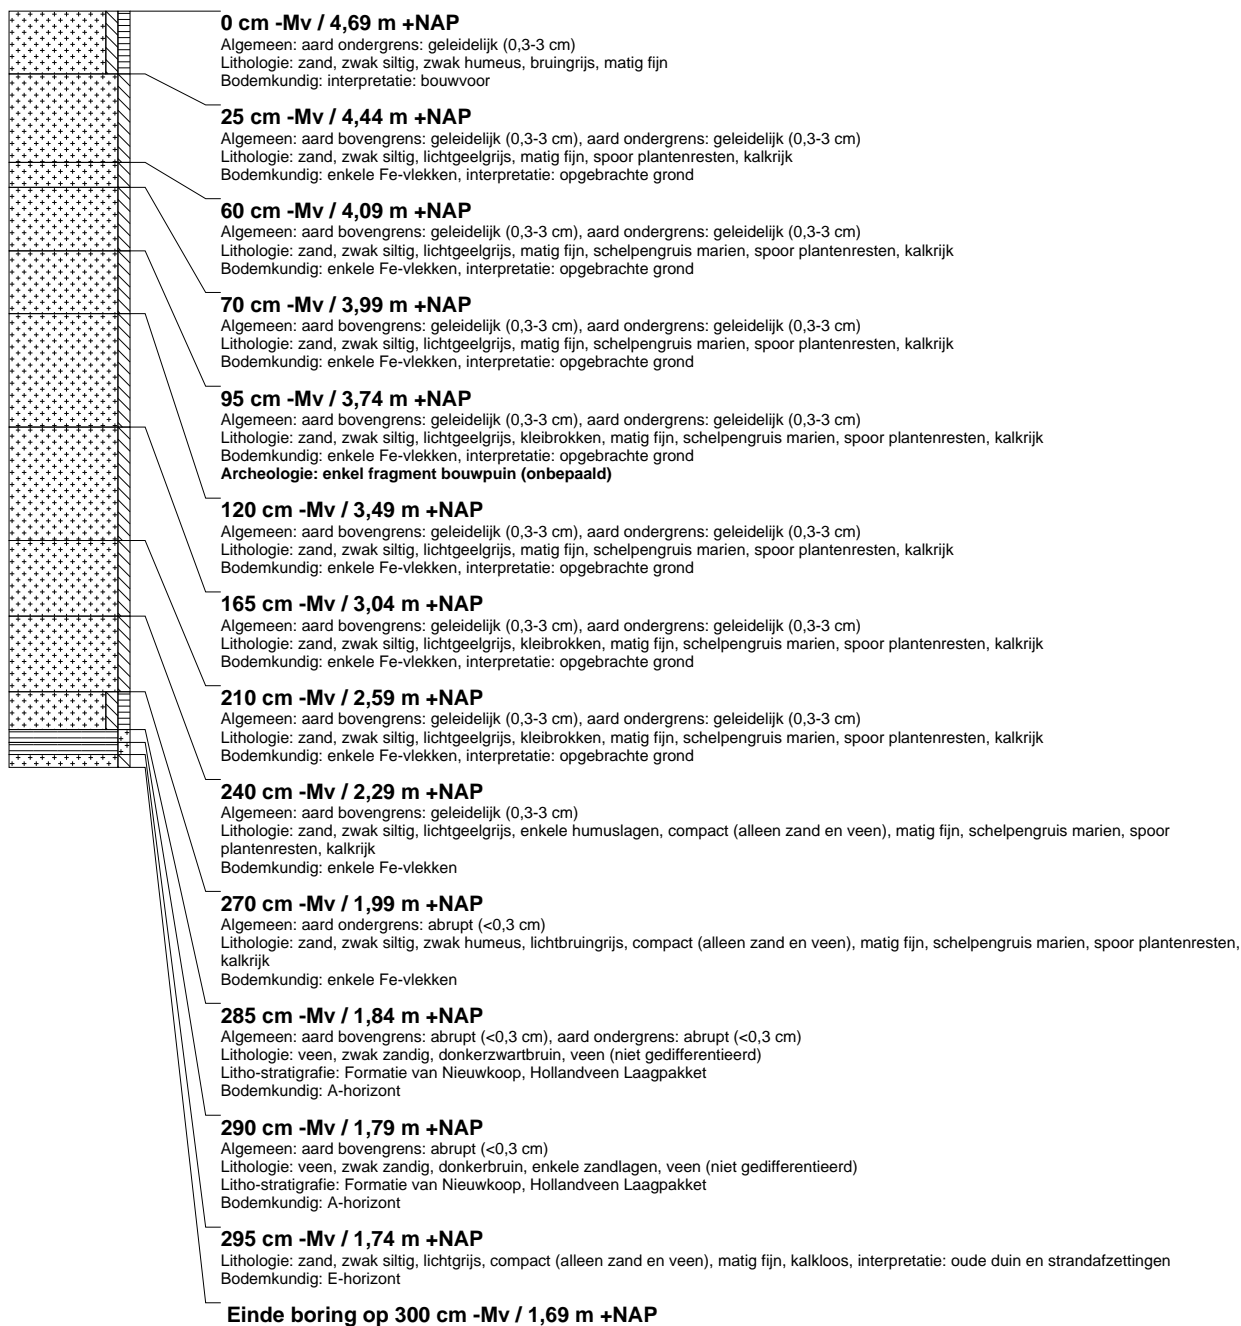 0 cm -Mv / 4,69 m +NAP
Algemeen: aard ondergrens: geleidelijk (0,3-3 cm)
Lithologie: zand, zwak siltig, zwak humeus, bruingrijs, matig fijn
Bodemkundig: interpretatie: bouwvoor
25 cm -Mv / 4,44 m +NAP
Algemeen: aard bovengrens: geleidelijk (0,3-3 cm), aard ondergrens: geleidelijk (0,3-3 cm)
Lithologie: zand, zwak siltig, lichtgeelgrijs, matig fijn, spoor plantenresten, kalkrijk
Bodemkundig: enkele Fe-vlekken, interpretatie: opgebrachte grond
60 cm -Mv / 4,09 m +NAP
Algemeen: aard bovengrens: geleidelijk (0,3-3 cm), aard ondergrens: geleidelijk (0,3-3 cm)
Lithologie: zand, zwak siltig, lichtgeelgrijs, matig fijn, schelpengruis marien, spoor plantenresten, kalkrijk
Bodemkundig: enkele Fe-vlekken, interpretatie: opgebrachte grond
70 cm -Mv / 3,99 m +NAP
Algemeen: aard bovengrens: geleidelijk (0,3-3 cm), aard ondergrens: geleidelijk (0,3-3 cm)
Lithologie: zand, zwak siltig, lichtgeelgrijs, matig fijn, schelpengruis marien, spoor plantenresten, kalkrijk
Bodemkundig: enkele Fe-vlekken, interpretatie: opgebrachte grond
95 cm -Mv / 3,74 m +NAP
Algemeen: aard bovengrens: geleidelijk (0,3-3 cm), aard ondergrens: geleidelijk (0,3-3 cm)
Lithologie: zand, zwak siltig, lichtgeelgrijs, kleibrokken, matig fijn, schelpengruis marien, spoor plantenresten, kalkrijk
Bodemkundig: enkele Fe-vlekken, interpretatie: opgebrachte grond
Archeologie: enkel fragment bouwpuin (onbepaald)
120 cm -Mv / 3,49 m +NAP
Algemeen: aard bovengrens: geleidelijk (0,3-3 cm), aard ondergrens: geleidelijk (0,3-3 cm)
Lithologie: zand, zwak siltig, lichtgeelgrijs, matig fijn, schelpengruis marien, spoor plantenresten, kalkrijk
Bodemkundig: enkele Fe-vlekken, interpretatie: opgebrachte grond
165 cm -Mv / 3,04 m +NAP
Algemeen: aard bovengrens: geleidelijk (0,3-3 cm), aard ondergrens: geleidelijk (0,3-3 cm)
Lithologie: zand, zwak siltig, lichtgeelgrijs, kleibrokken, matig fijn, schelpengruis marien, spoor plantenresten, kalkrijk
Bodemkundig: enkele Fe-vlekken, interpretatie: opgebrachte grond
210 cm -Mv / 2,59 m +NAP
Algemeen: aard bovengrens: geleidelijk (0,3-3 cm), aard ondergrens: geleidelijk (0,3-3 cm)
Lithologie: zand, zwak siltig, lichtgeelgrijs, kleibrokken, matig fijn, schelpengruis marien, spoor plantenresten, kalkrijk
Bodemkundig: enkele Fe-vlekken, interpretatie: opgebrachte grond
240 cm -Mv / 2,29 m +NAP
Algemeen: aard bovengrens: geleidelijk (0,3-3 cm)
Lithologie: zand, zwak siltig, lichtgeelgrijs, enkele humuslagen, compact (alleen zand en veen), matig fijn, schelpengruis marien, spoor
plantenresten, kalkrijk
Bodemkundig: enkele Fe-vlekken
270 cm -Mv / 1,99 m +NAP
Algemeen: aard ondergrens: abrupt (<0,3 cm)
Lithologie: zand, zwak siltig, zwak humeus, lichtbruingrijs, compact (alleen zand en veen), matig fijn, schelpengruis marien, spoor plantenresten,
kalkrijk
Bodemkundig: enkele Fe-vlekken
285 cm -Mv / 1,84 m +NAP
Algemeen: aard bovengrens: abrupt (<0,3 cm), aard ondergrens: abrupt (<0,3 cm)
Lithologie: veen, zwak zandig, donkerzwartbruin, veen (niet gedifferentieerd)
Litho-stratigrafie: Formatie van Nieuwkoop, Hollandveen Laagpakket
Bodemkundig: A-horizont
290 cm -Mv / 1,79 m +NAP
Algemeen: aard bovengrens: abrupt (<0,3 cm)
Lithologie: veen, zwak zandig, donkerbruin, enkele zandlagen, veen (niet gedifferentieerd)
Litho-stratigrafie: Formatie van Nieuwkoop, Hollandveen Laagpakket
Bodemkundig: A-horizont
295 cm -Mv / 1,74 m +NAP
Lithologie: zand, zwak siltig, lichtgrijs, compact (alleen zand en veen), matig fijn, kalkloos, interpretatie: oude duin en strandafzettingen
Bodemkundig: E-horizont
Einde boring op 300 cm -Mv / 1,69 m +NAP